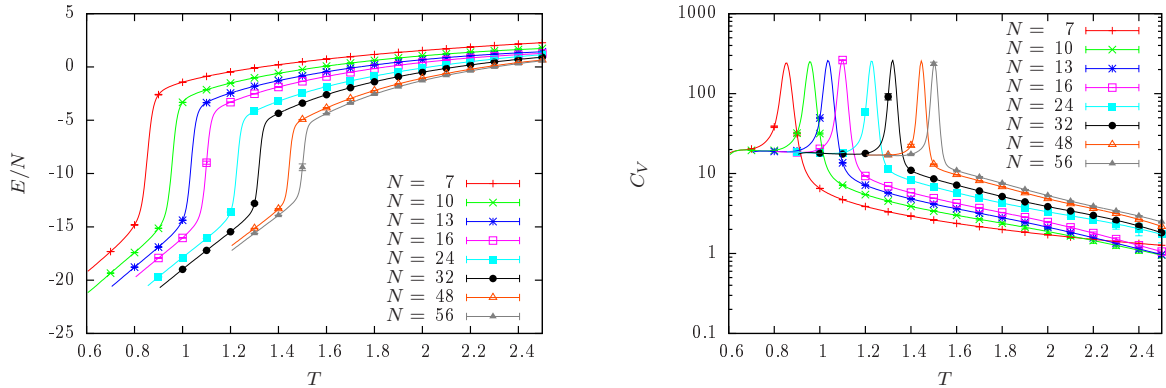 E/N
5
0
-5
-10
-15
-20
-25
0.6 0.8 1 1.2 1.4 1.6 1.8 2 2.2 2.4
T
N = 7
N = 10
N = 13
N = 16
N = 24
N = 32
N = 48
N = 56
C_V
1000
100
10
1
0.1
0.6 0.8 1 1.2 1.4 1.6 1.8 2 2.2 2.4
T
N = 7
N = 10
N = 13
N = 16
N = 24
N = 32
N = 48
N = 56